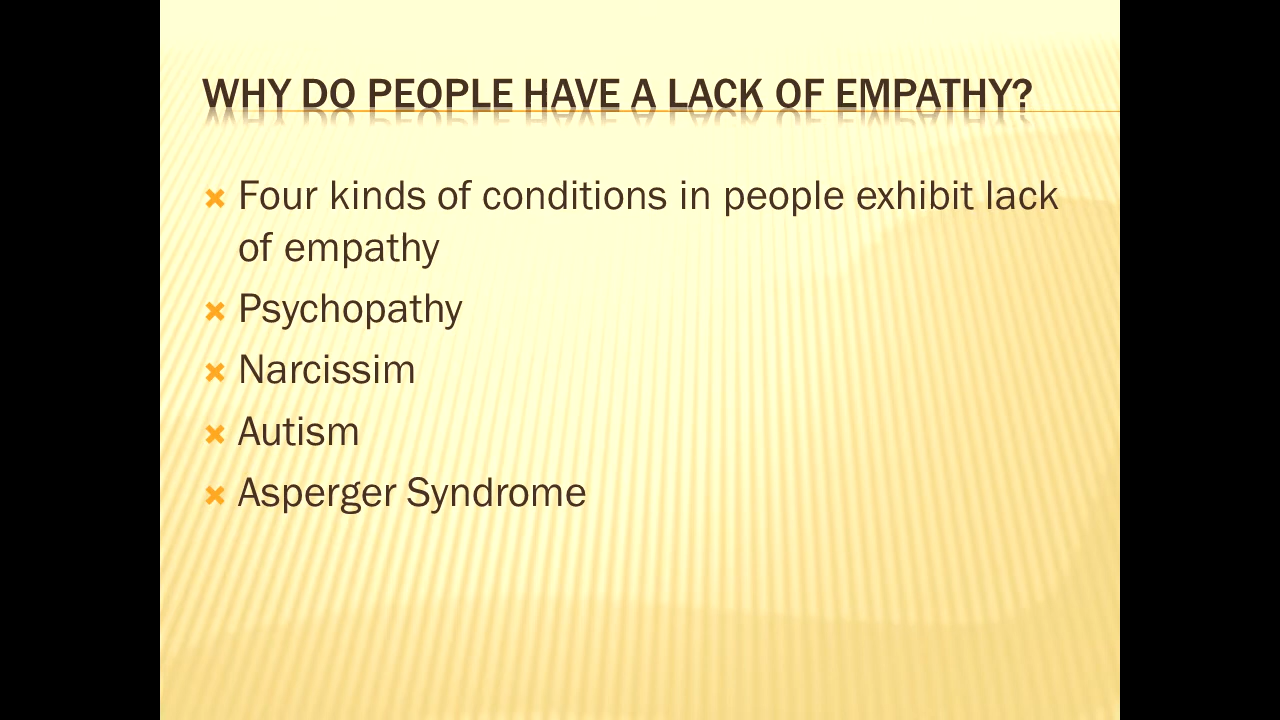 WHY DO PEOPLE HAVE A LACK OF EMPATHY?
Four kinds of conditions in people exhibit lack
of empathy
Psychopathy
Narcissim
Autism
Asperger Syndrome